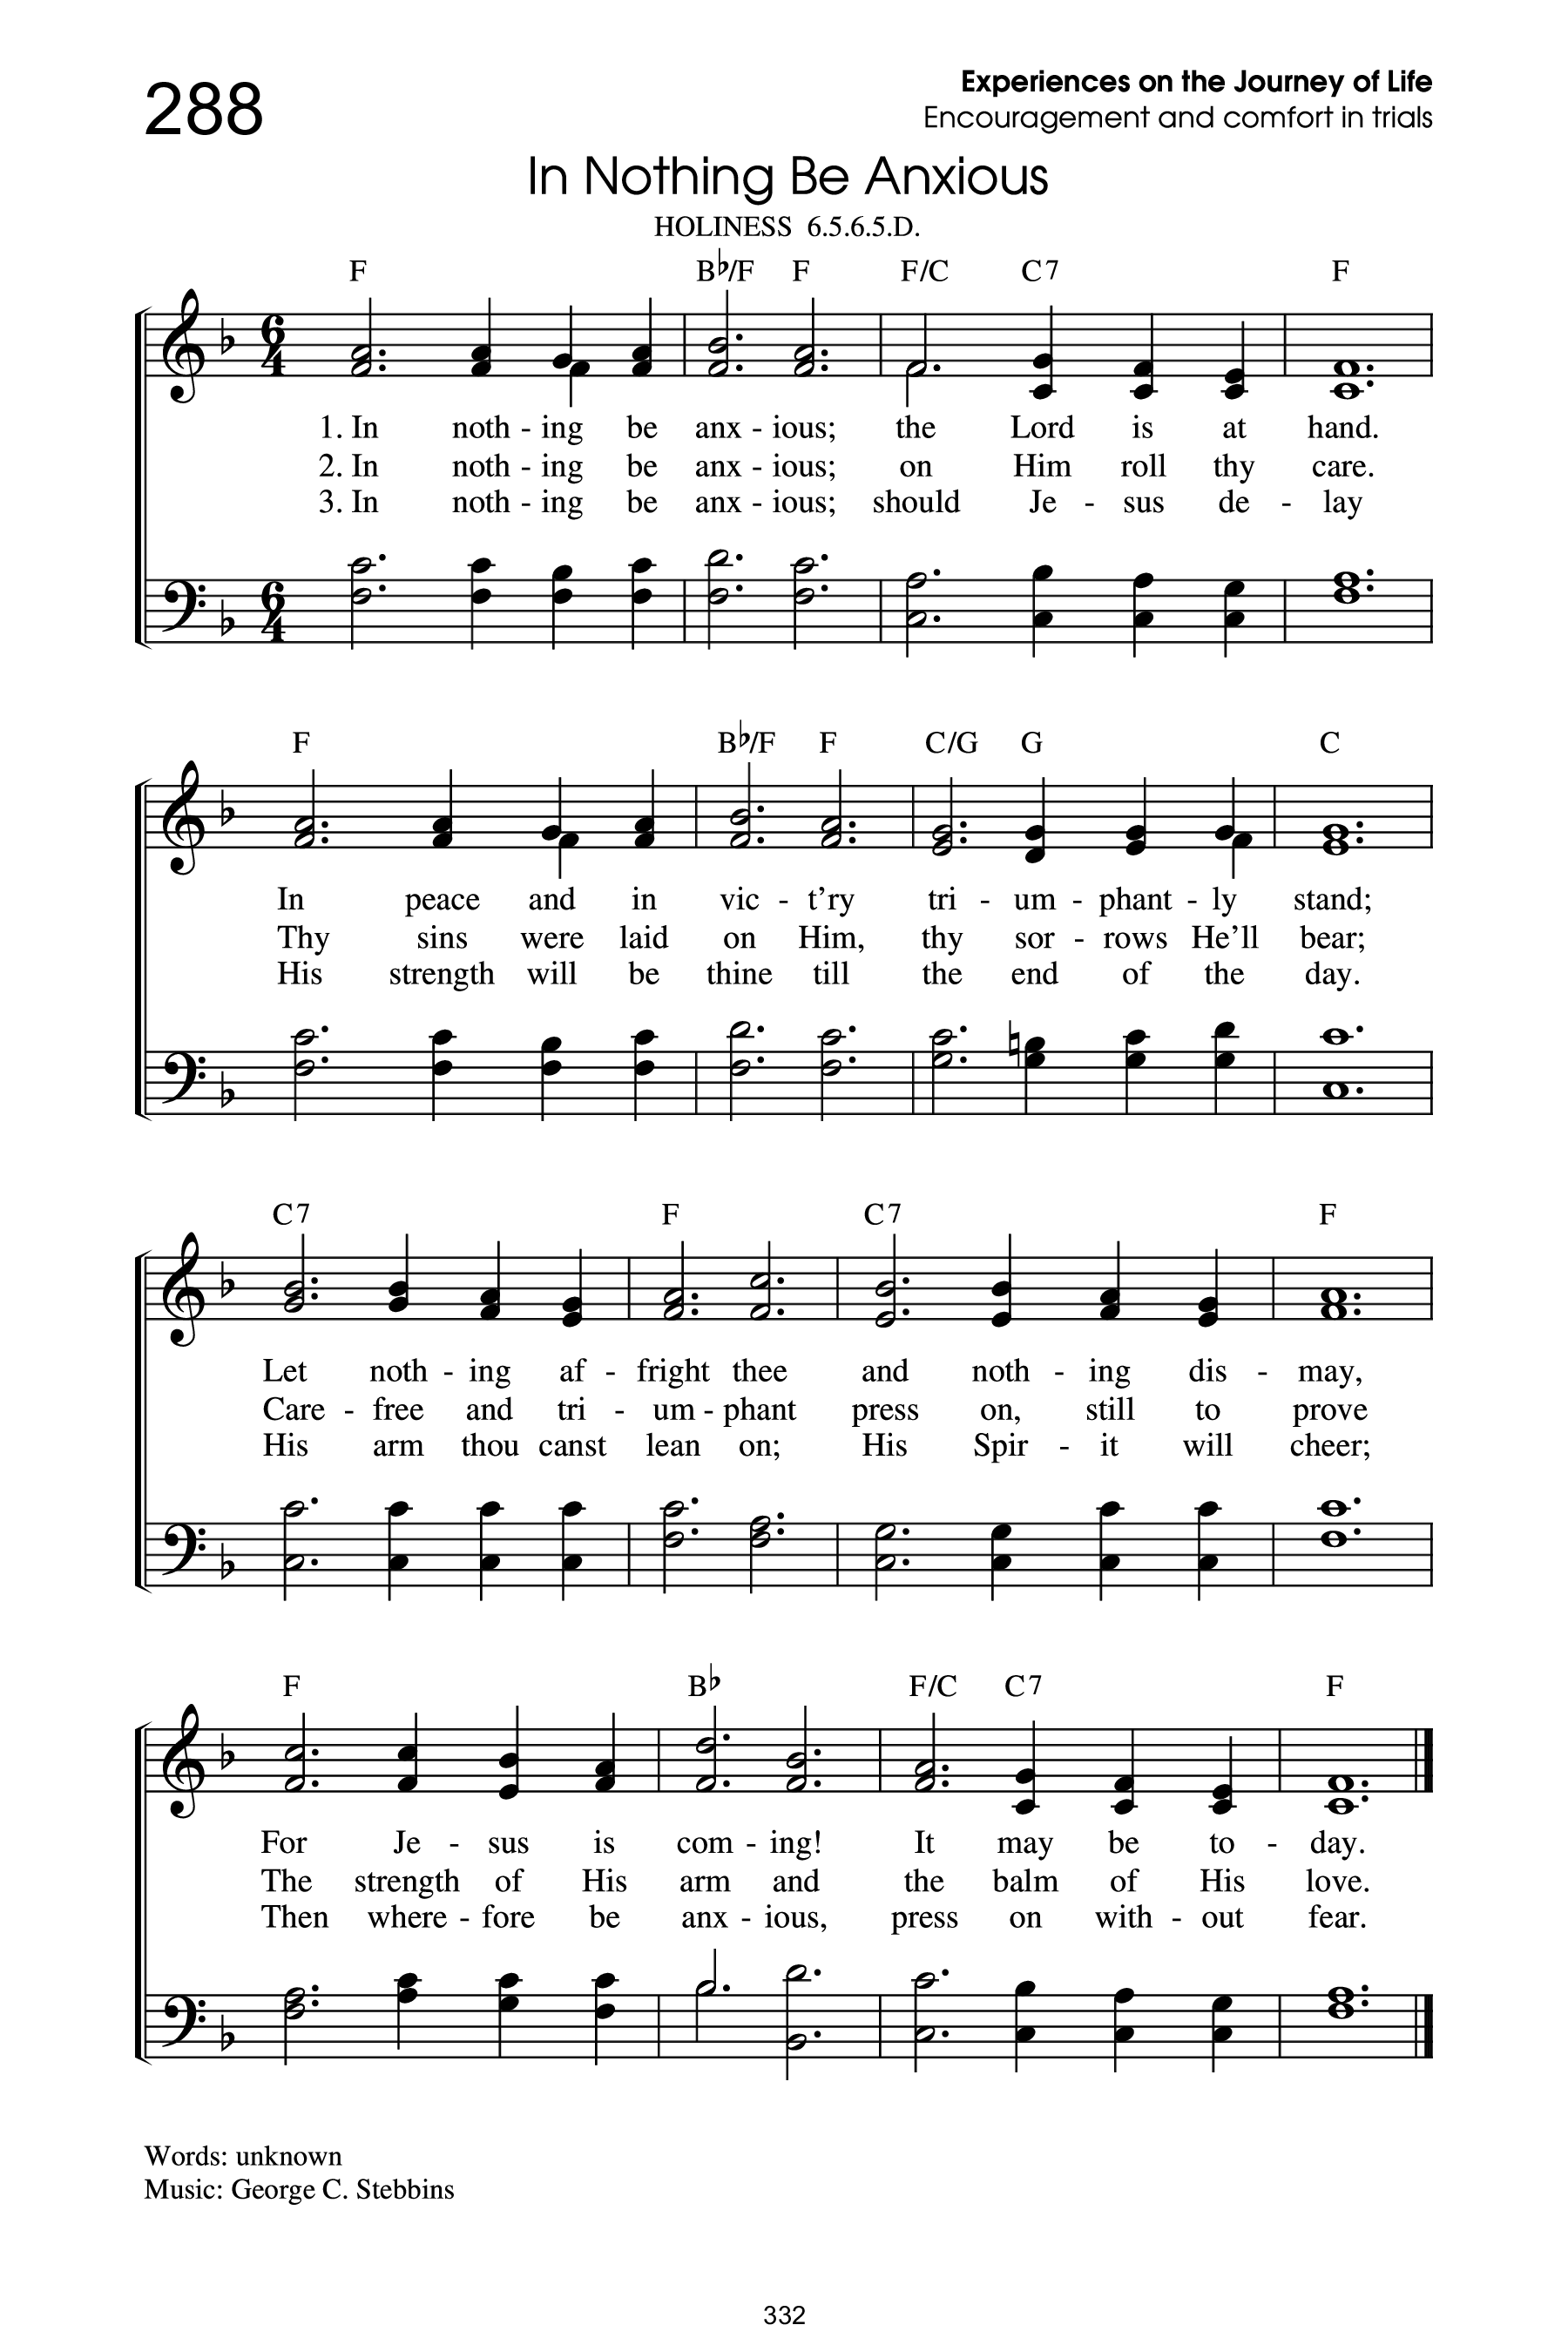 288
Experiences on the Journey of Life
Encouragement and comfort in trials
In Nothing Be Anxious
HOLINESS 6.5.6.5.D.
F B♭/F F F/C C7 F
6/4
1. In noth - ing be anx - ious; the Lord is at hand.
2. In noth - ing be anx - ious; on Him roll thy care.
3. In noth - ing be anx - ious; should Je - sus de - lay
6/4
F B♭/F F C/G G C
In peace and in vic - t’ry tri - um - phant - ly stand;
Thy sins were laid on Him, thy sor - rows He’ll bear;
His strength will be thine till the end of the day.
C7 F C7 F
Let noth - ing af - fright thee and noth - ing dis - may,
Care - free and tri - um - phant press on, still to prove
His arm thou canst lean on; His Spir - it will cheer;
F B♭ F/C C7 F
For Je - sus is com - ing! It may be to - day.
The strength of His arm and the balm of His love.
Then where - fore be anx - ious, press on with - out fear.
Words: unknown
Music: George C. Stebbins
332